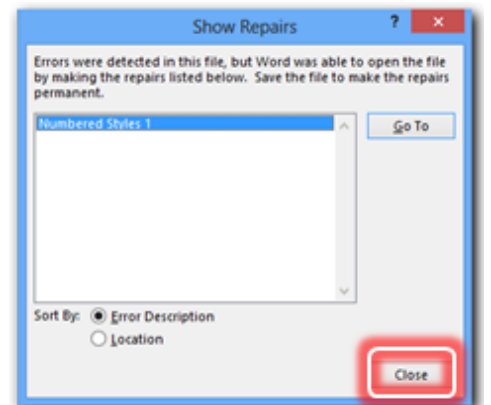 Show Repairs
?
Errors were detected in this file, but Word was able to open the file
by making the repairs listed below. Save the file to make the repairs
permanent.
Numbered Styles 1
Go To
Sort By: Error Description
Location
Close